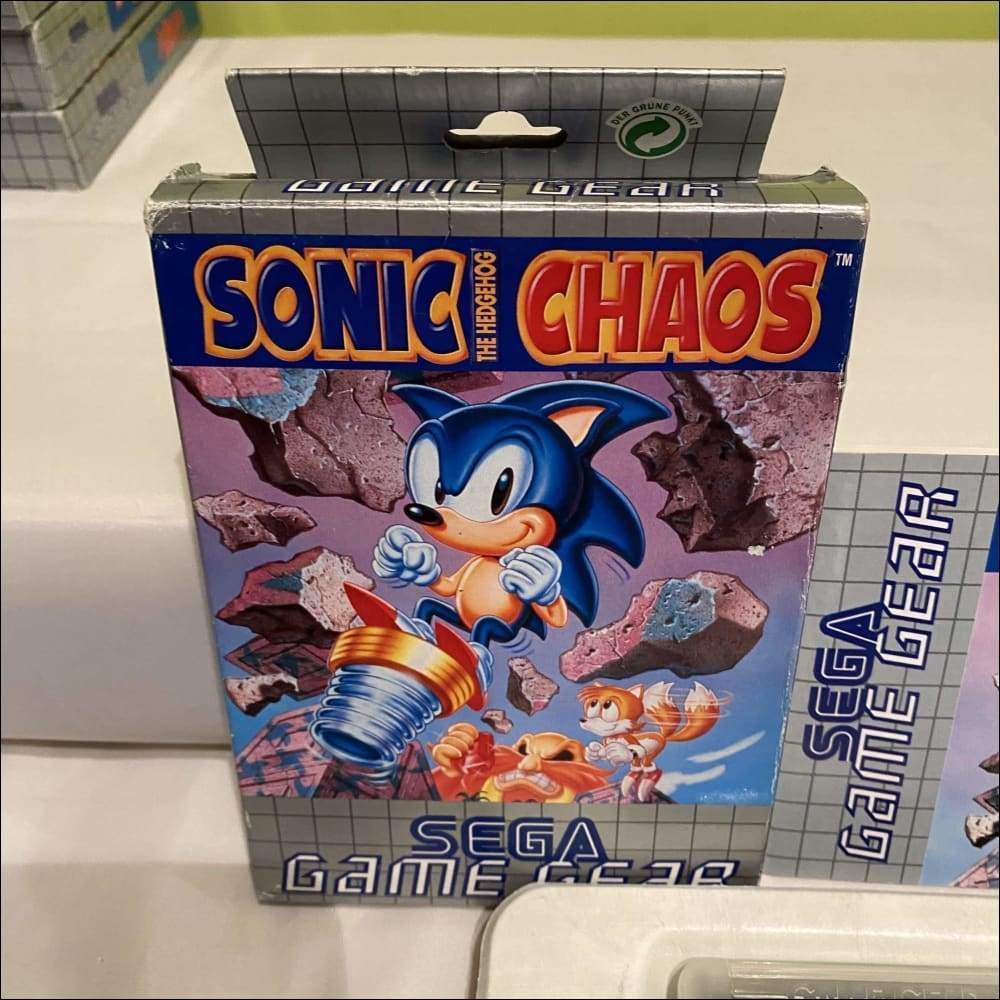 DER GRÜNE PUNKT
GAME GEAR
SONIC
THE HEDGEHOG
CHAOS
TM
SEGA
GAME GEAR
SEGA
GAME GEAR